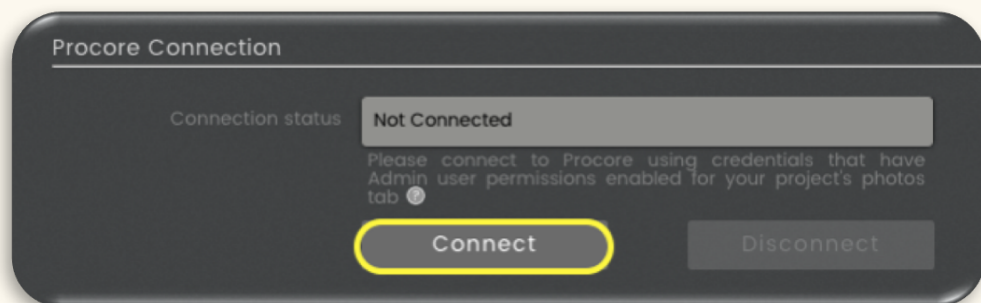 Procore Connection
Connection status
Not Connected
Please connect to Procore using credentials that have
Admin user permissions enabled for your project's photos
tab ?
Connect
Disconnect